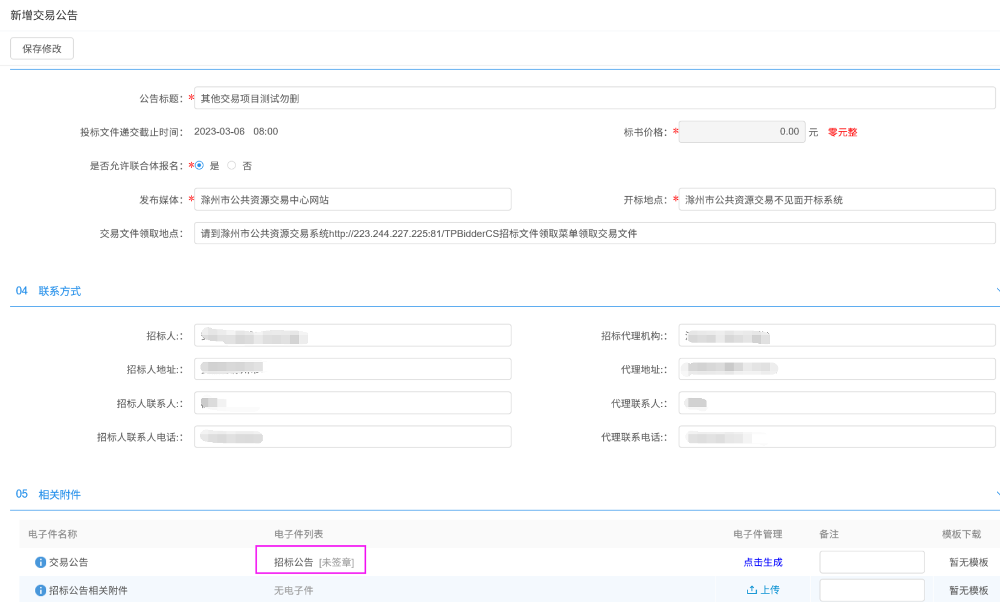 新增交易公告
保存修改
公告标题：*其他交易项目测试勿删
投标文件递交截止时间： 2023-03-06 08:00 标书价格：* 0.00 元 零元整
是否允许联合体报名：* 是 否
发布媒体：*滁州市公共资源交易中心网站 开标地点：*滁州市公共资源交易不见面开标系统
交易文件领取地点： 请到滁州市公共资源交易系统http://223.244.227.225:81/TPBidderCS招标文件领取菜单领取交易文件
04 联系方式
招标人:： 招标代理机构:：
招标人地址:： 代理地址:：
招标人联系人:： 代理联系人:：
招标人联系人电话:： 代理联系电话:：
05 相关附件
电子件名称 电子件列表 电子件管理 备注 模板下载
交易公告 招标公告 [未签章] 点击生成 暂无模板
招标公告相关附件 无电子件 上传 暂无模板